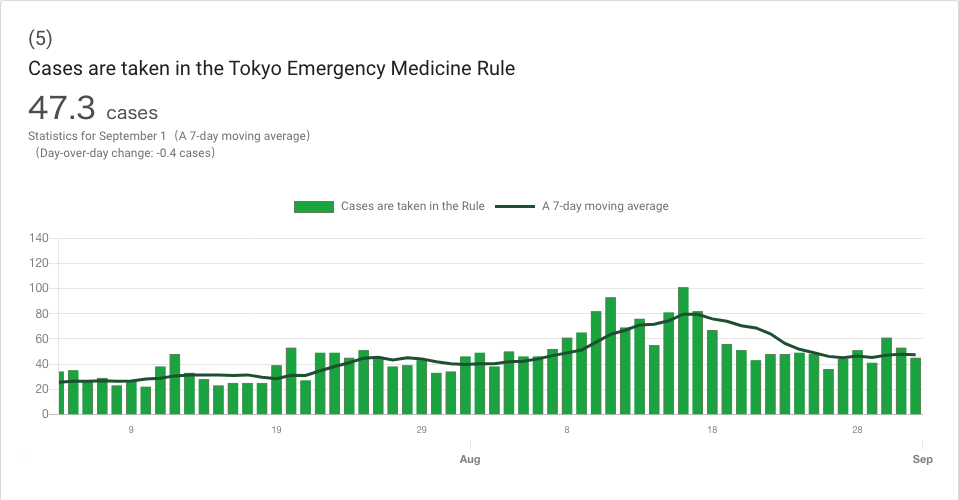 (5)
Cases are taken in the Tokyo Emergency Medicine Rule
47.3 cases
Statistics for September 1（A 7-day moving average）
（Day-over-day change: -0.4 cases）
Cases are taken in the Rule A 7-day moving average
140
120
100
80
60
40
20
0
9 19 29 8 18 28
Aug Sep